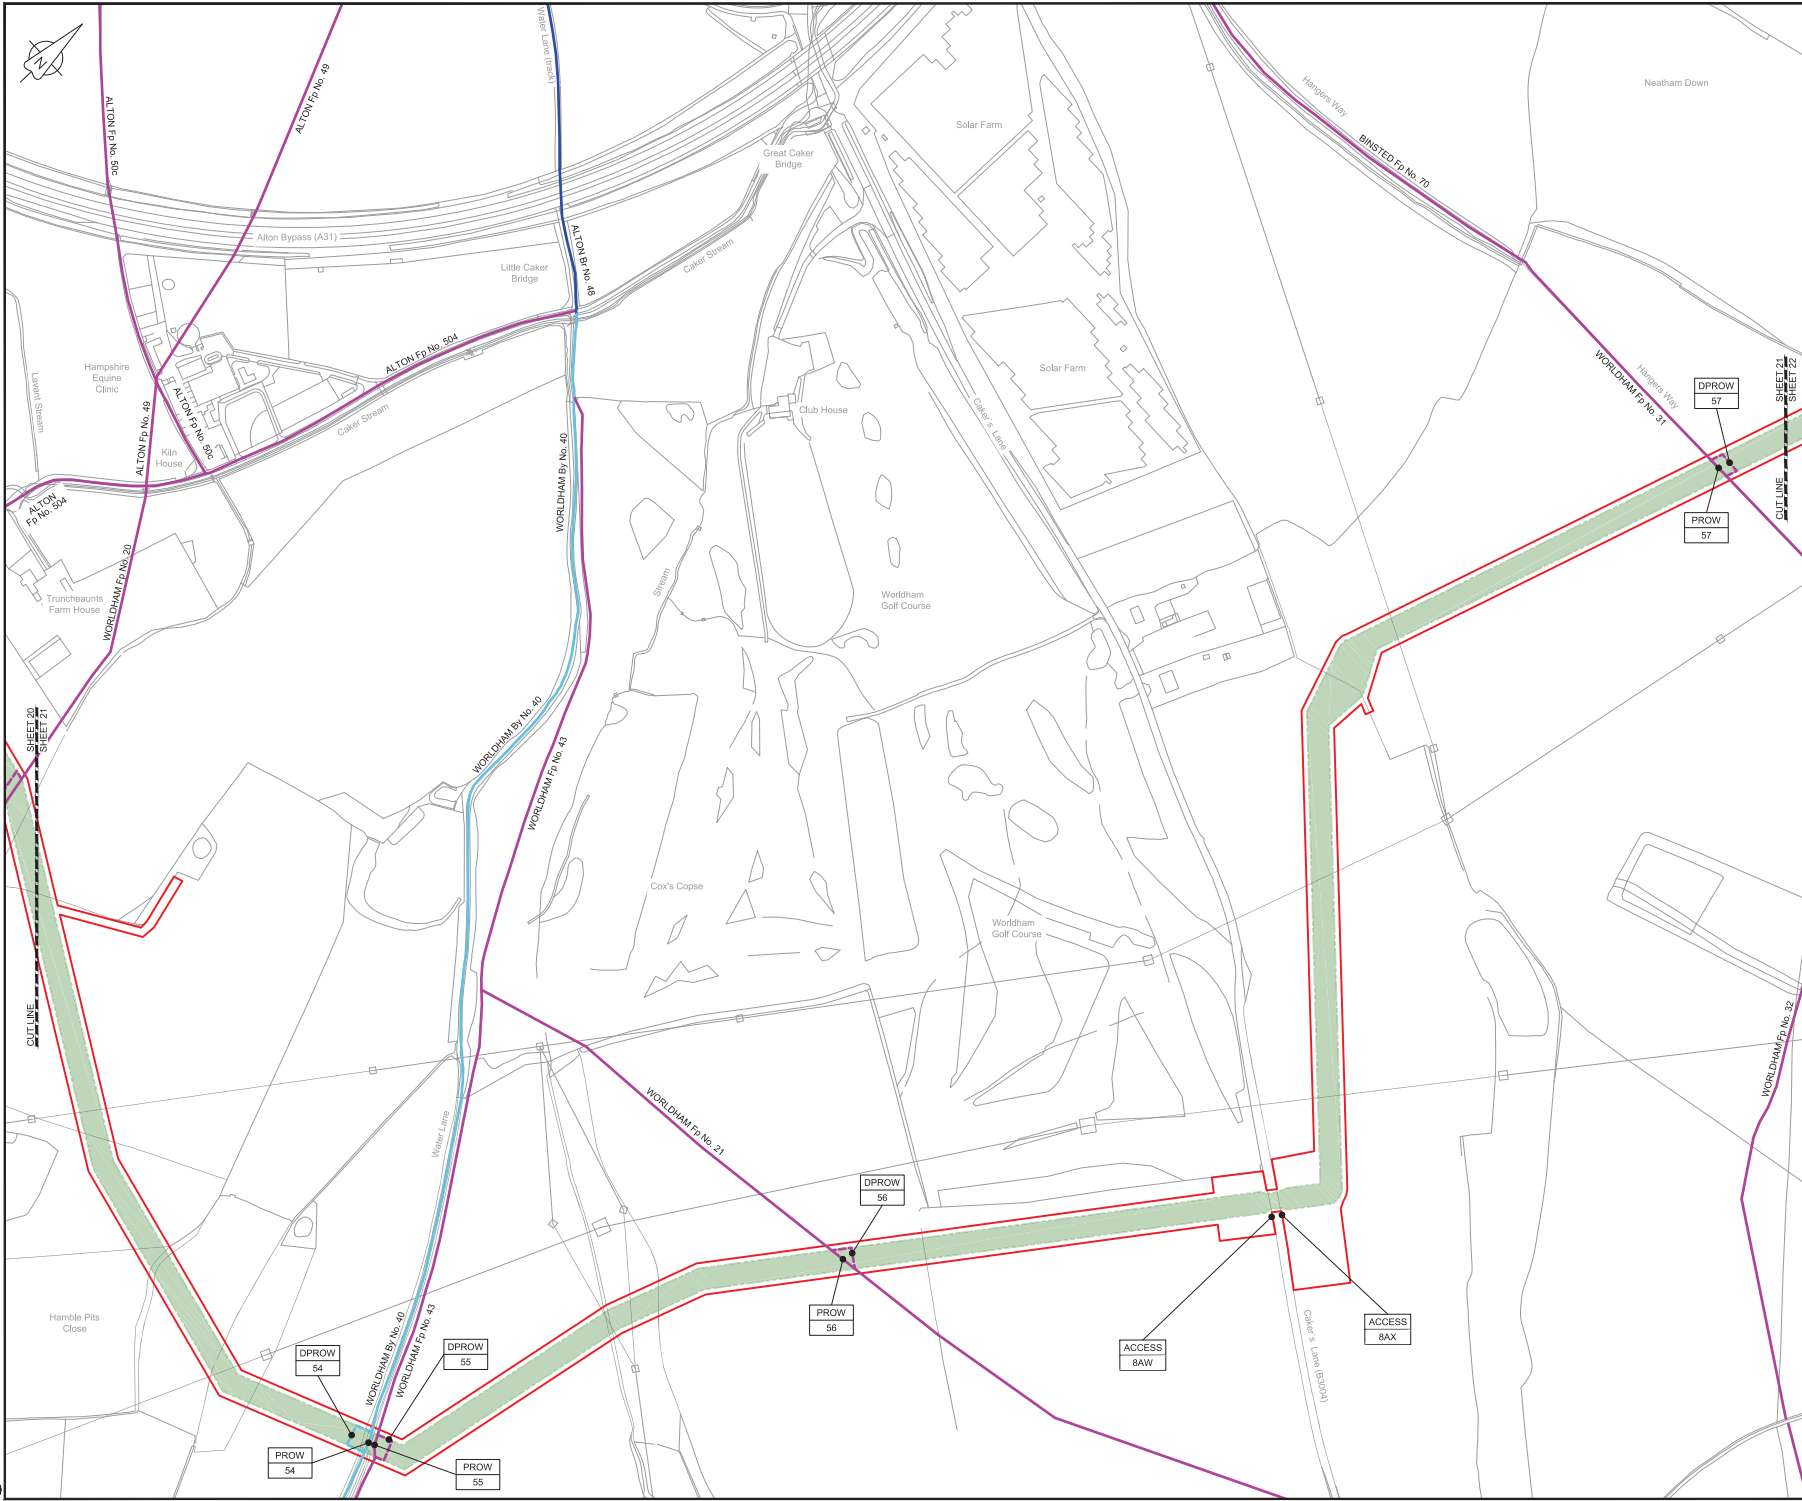 N
ALTON Fp No. 50c
ALTON Fp No. 49
Water Lane (track)
Alton Bypass (A31)
Little Caker
Bridge
ALTON Br No. 48
Caker Stream
Great Caker
Bridge
Solar Farm
Hangers Way
Neatham Down
BINSTED Fp No. 70
Lavant Stream
Hampshire
Equine
Clinic
ALTON Fp No. 504
Caker Stream
ALTON Fp No. 49
ALTON Fp No. 50c
Kiln
House
ALTON
Fp No. 504
Truncheaunts
Farm House
WORLDHAM Fp No. 20
WORLDHAM By No. 40
Club House
Solar Farm
Caker's Lane
Stream
Worldham
Golf Course
WORLDHAM Fp No. 31
Hangers Way
DPROW
57
PROW
57
SHEET 21
SHEET 22
CUT LINE
SHEET 20
SHEET 21
CUT LINE
WORLDHAM By No. 40
WORLDHAM Fp No. 43
Cox's Copse
Worldham
Golf Course
WORLDHAM Fp No. 32
Water Lane
WORLDHAM Fp No. 21
DPROW
56
PROW
56
Hamble Pits
Close
DPROW
54
WORLDHAM By No. 40
WORLDHAM Fp No. 43
DPROW
55
PROW
54
PROW
55
ACCESS
8AW
ACCESS
8AX
Caker's Lane (B3004)